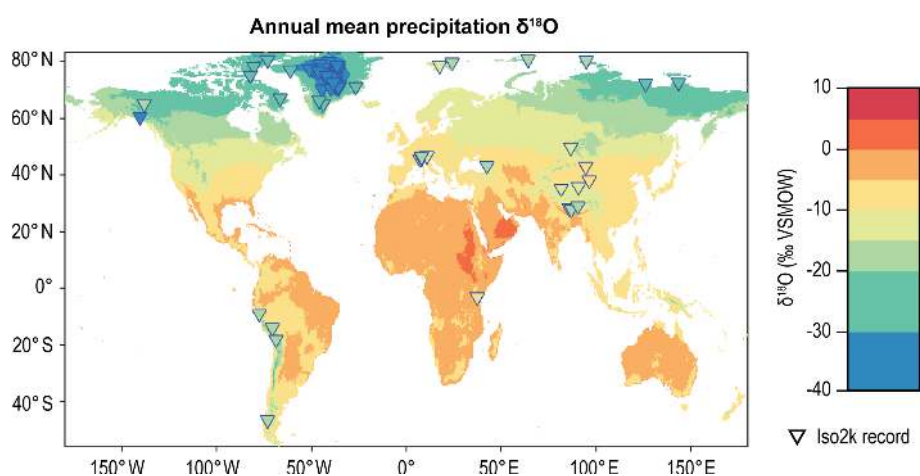 Annual mean precipitation δ¹⁸O
80° N
60° N
40° N
20° N
0°
20° S
40° S
150° W
100° W
50° W
0°
50° E
100° E
150° E
10
0
-10
-20
-30
-40
δ¹⁸O (‰ VSMOW)
Iso2k record